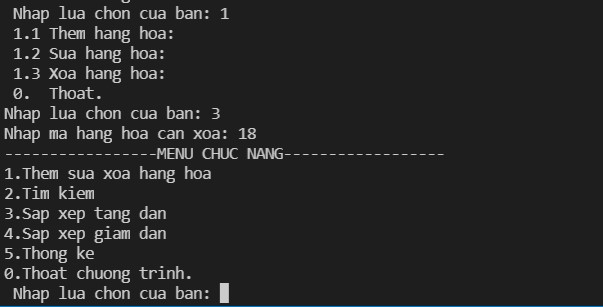 Nhap lua chon cua ban: 1
1.1 Them hang hoa:
1.2 Sua hang hoa:
1.3 Xoa hang hoa:
0.  Thoat.
Nhap lua chon cua ban: 3
Nhap ma hang hoa can xoa: 18
-----------------MENU CHUC NANG------------------
1.Them sua xoa hang hoa
2.Tim kiem
3.Sap xep tang dan
4.Sap xep giam dan
5.Thong ke
0.Thoat chuong trinh.
Nhap lua chon cua ban: